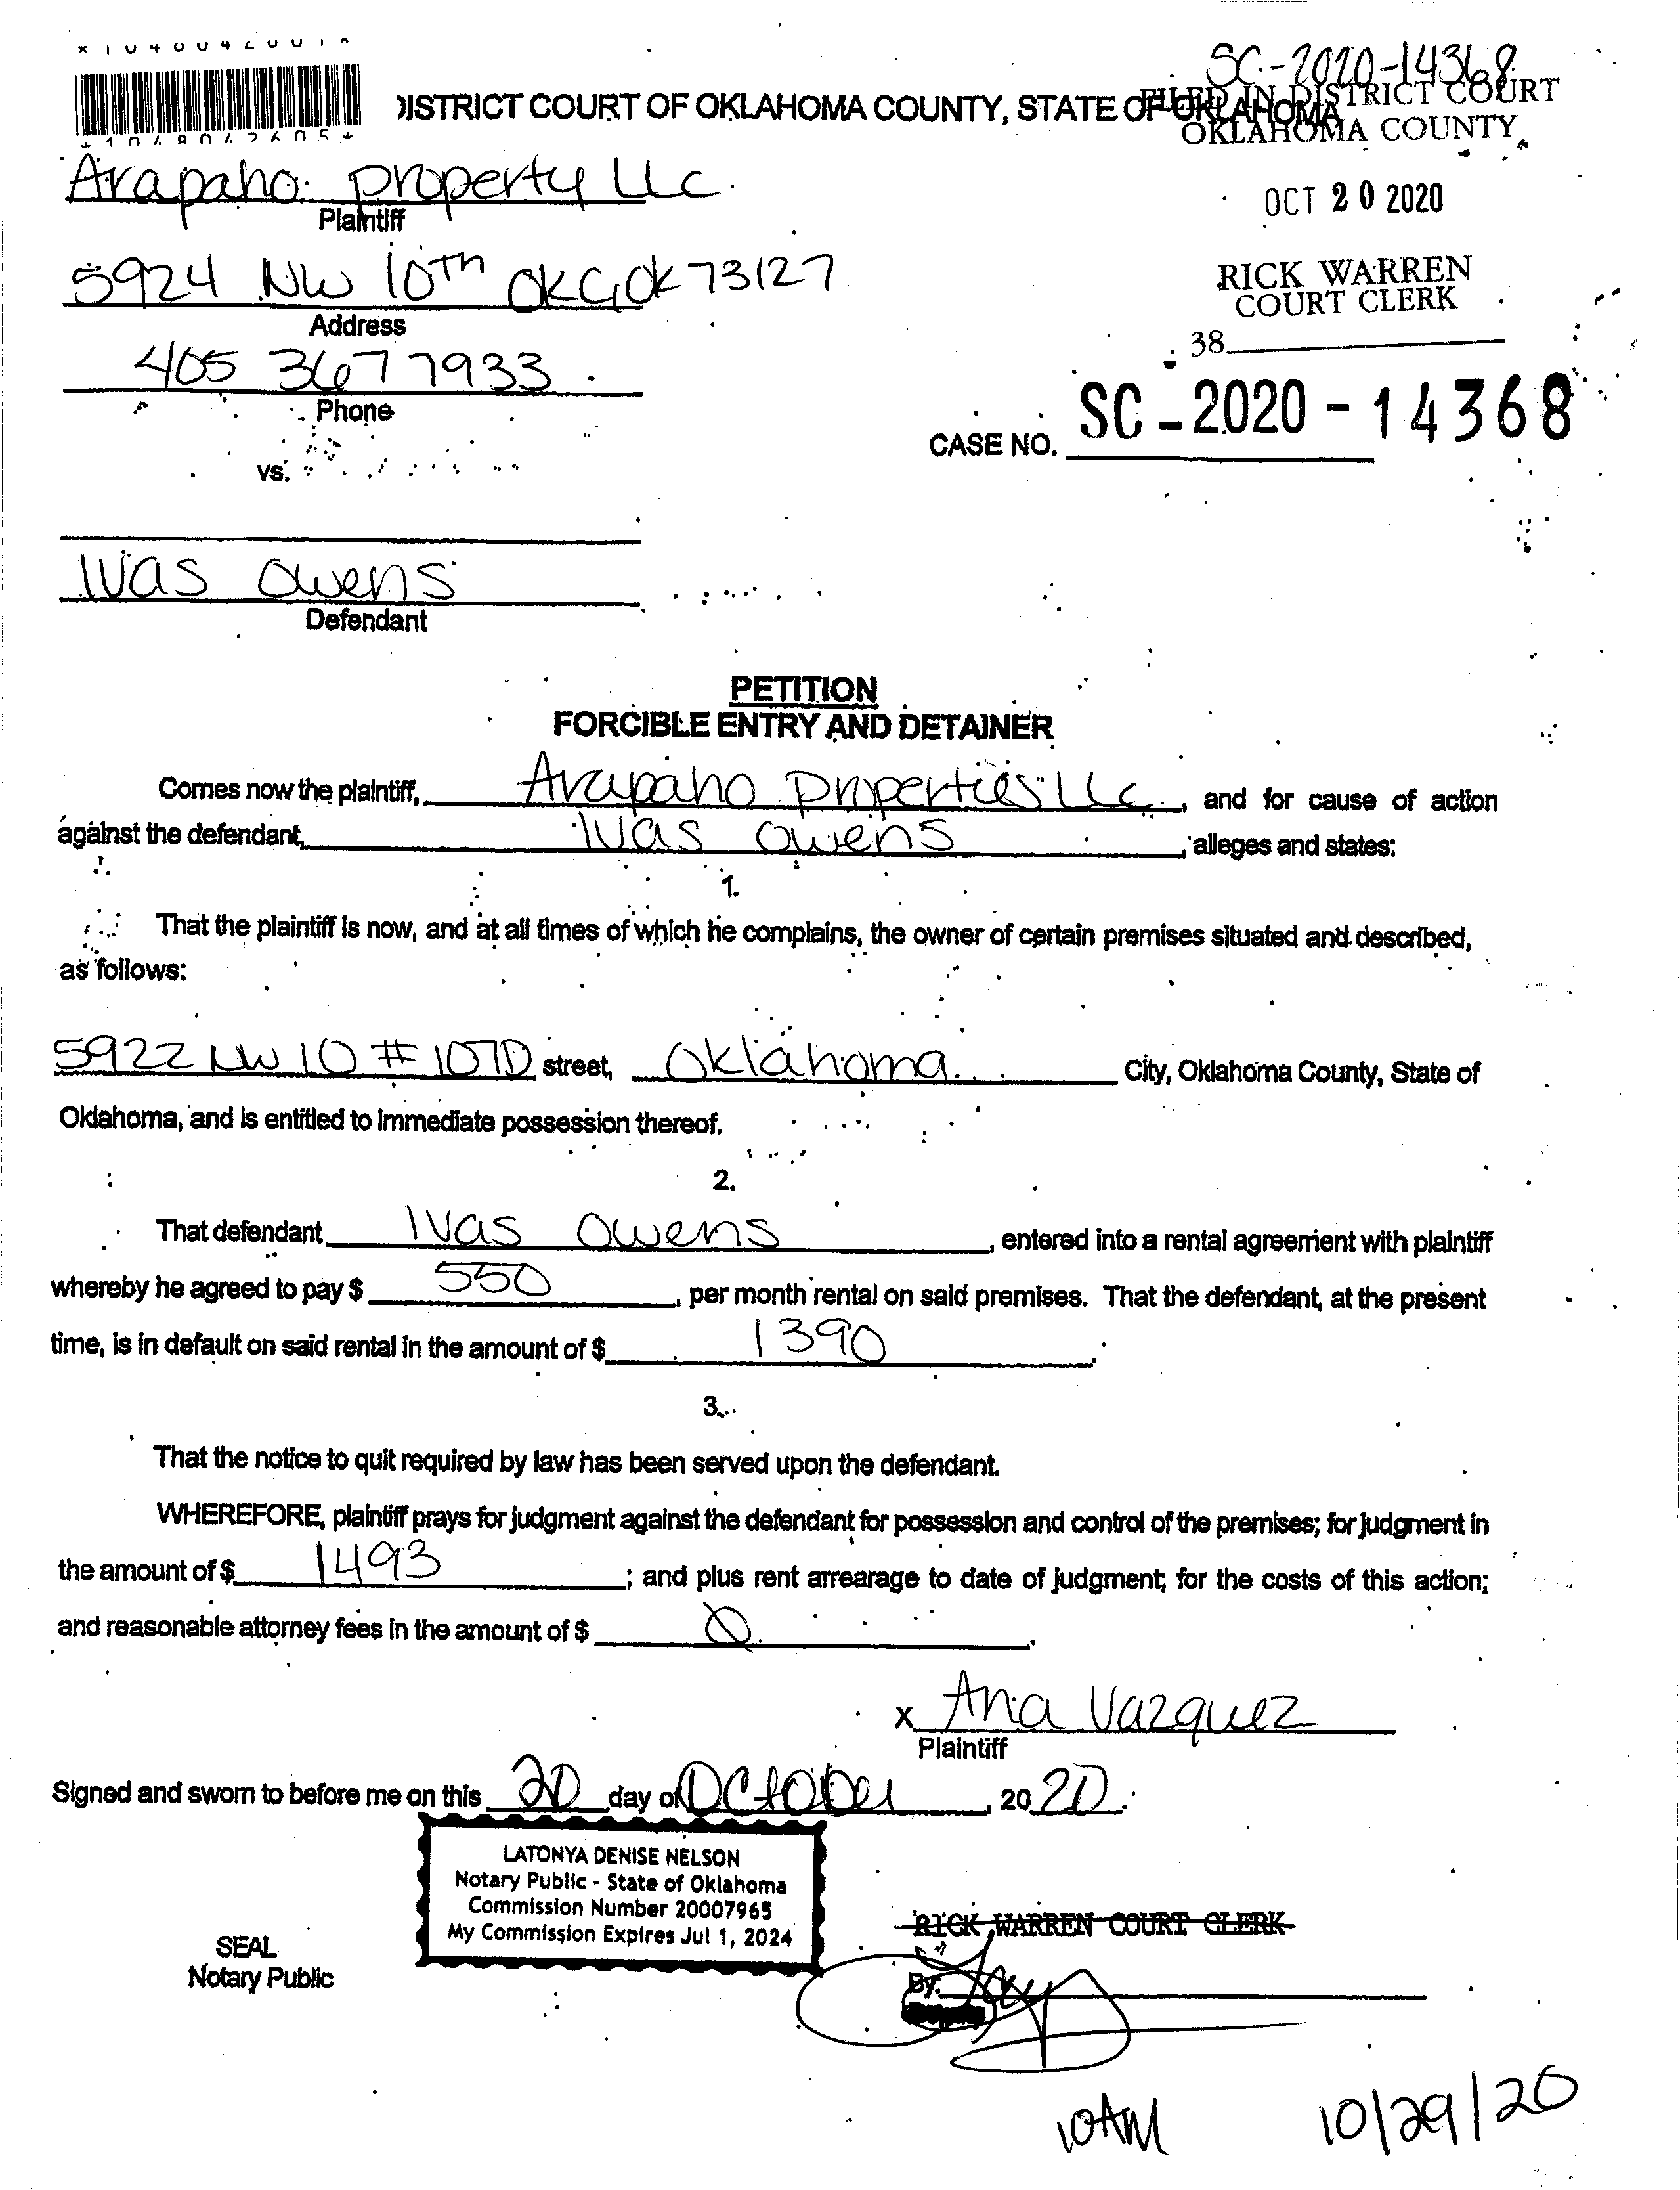 SC-2020-14368
DISTRICT COURT OF OKLAHOMA COUNTY, STATE OF OKLAHOMA
FILED IN DISTRICT COURT
OKLAHOMA COUNTY
Arapaho property LLC
Plaintiff
OCT 20 2020
5924 NW 10th OKC, OK 73127
Address
RICK WARREN
COURT CLERK
38
405 367 7933
Phone
CASE NO. SC-2020-14368
vs.
Ivas Owens
Defendant
PETITION
FORCIBLE ENTRY AND DETAINER
Comes now the plaintiff, Arapaho properties LLC, and for cause of action
against the defendant, Ivas Owens, alleges and states:
1.
That the plaintiff is now, and at all times of which he complains, the owner of certain premises situated and described,
as follows:
5922 NW 10 # 107D street, Oklahoma City, Oklahoma County, State of
Oklahoma, and is entitled to immediate possession thereof.
2.
That defendant Ivas Owens, entered into a rental agreement with plaintiff
whereby he agreed to pay $ 550, per month rental on said premises. That the defendant, at the present
time, is in default on said rental in the amount of $ 1390.
3.
That the notice to quit required by law has been served upon the defendant.
WHEREFORE, plaintiff prays for judgment against the defendant for possession and control of the premises; for judgment in
the amount of $ 1493; and plus rent arrearage to date of judgment; for the costs of this action;
and reasonable attorney fees in the amount of $ 0.
X Ana Vazquez
Plaintiff
Signed and sworn to before me on this 20 day of October, 2020.
LATONYA DENISE NELSON
Notary Public - State of Oklahoma
Commission Number 20007965
My Commission Expires Jul 1, 2024
RICK WARREN COURT CLERK
SEAL
Notary Public
By:
10AM 10/29/20